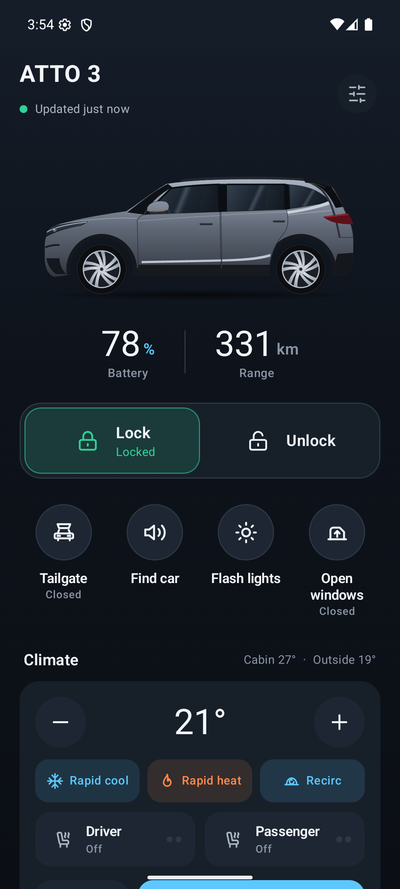 3:54
ATTO 3
Updated just now
78 % 331 km
Battery Range
Lock
Locked
Unlock
Tailgate
Closed
Find car
Flash lights
Open
windows
Closed
Climate
Cabin 27° · Outside 19°
21°
Rapid cool
Rapid heat
Recirc
Driver
Off
Passenger
Off